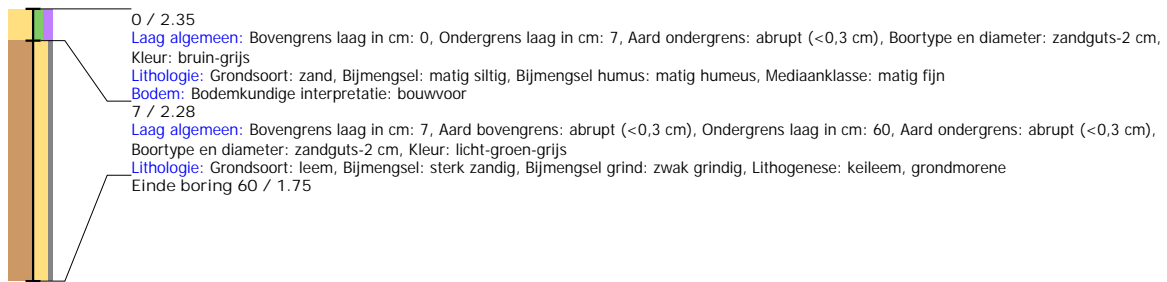 0 / 2.35
Laag algemeen: Bovengrens laag in cm: 0, Ondergrens laag in cm: 7, Aard ondergrens: abrupt (<0,3 cm), Boortype en diameter: zandguts-2 cm,
Kleur: bruin-grijs
Lithologie: Grondsoort: zand, Bijmengsel: matig siltig, Bijmengsel humus: matig humeus, Mediaanklasse: matig fijn
Bodem: Bodemkundige interpretatie: bouwvoor
7 / 2.28
Laag algemeen: Bovengrens laag in cm: 7, Aard bovengrens: abrupt (<0,3 cm), Ondergrens laag in cm: 60, Aard ondergrens: abrupt (<0,3 cm),
Boortype en diameter: zandguts-2 cm, Kleur: licht-groen-grijs
Lithologie: Grondsoort: leem, Bijmengsel: sterk zandig, Bijmengsel grind: zwak grindig, Lithogenese: keileem, grondmorene
Einde boring 60 / 1.75